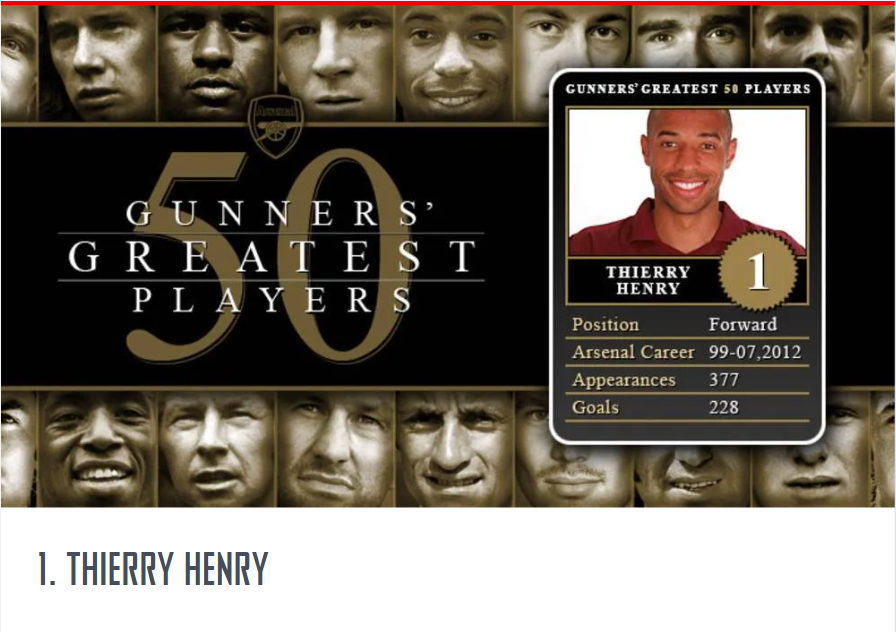 Arsenal
50
GUNNERS'
GREATEST
PLAYERS
GUNNERS' GREATEST 50 PLAYERS
THIERRY
HENRY
1
Position Forward
Arsenal Career 99-07,2012
Appearances 377
Goals 228
1. THIERRY HENRY